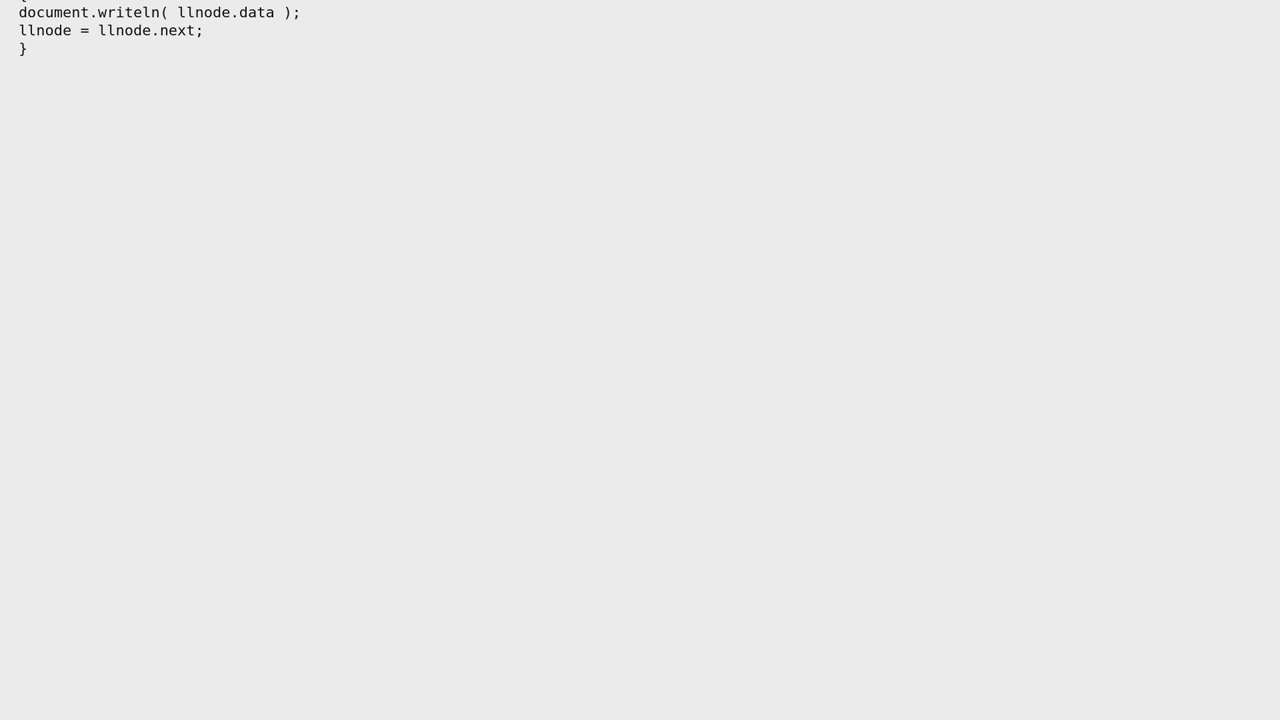 {
document.writeln( llnode.data );
llnode = llnode.next;
}